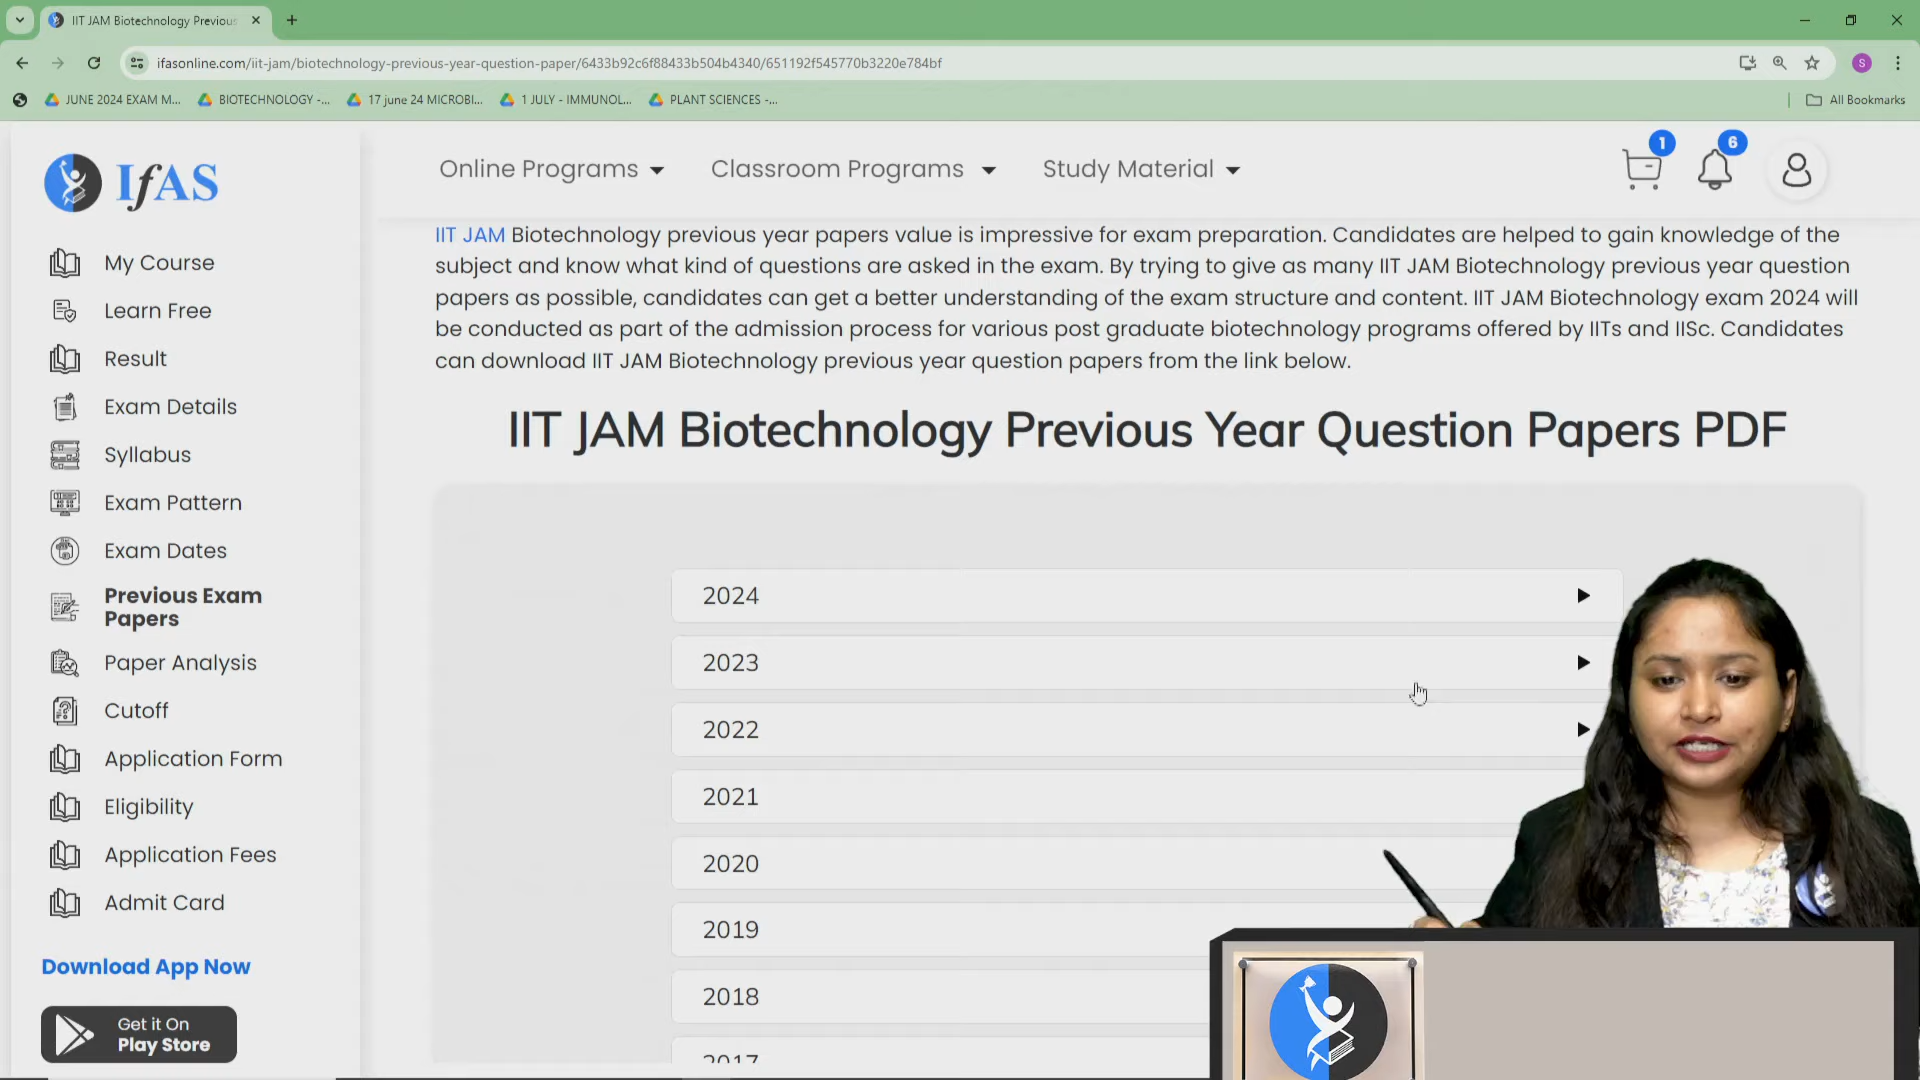 IIT JAM Biotechnology Previous
ifasonline.com/iit-jam/biotechnology-previous-year-question-paper/6433b92c6f88433b504b4340/651192f545770b3220e784bf
S
JUNE 2024 EXAM M...
BIOTECHNOLOGY -...
17 june 24 MICROBI...
1 JULY - IMMUNOL...
PLANT SCIENCES -...
All Bookmarks
IfAS
Online Programs
Classroom Programs
Study Material
1
6
My Course
Learn Free
Result
Exam Details
Syllabus
Exam Pattern
Exam Dates
Previous Exam
Papers
Paper Analysis
Cutoff
Application Form
Eligibility
Application Fees
Admit Card
Download App Now
Get it On
Play Store
IIT JAM Biotechnology previous year papers value is impressive for exam preparation. Candidates are helped to gain knowledge of the
subject and know what kind of questions are asked in the exam. By trying to give as many IIT JAM Biotechnology previous year question
papers as possible, candidates can get a better understanding of the exam structure and content. IIT JAM Biotechnology exam 2024 will
be conducted as part of the admission process for various post graduate biotechnology programs offered by IITs and IISc. Candidates
can download IIT JAM Biotechnology previous year question papers from the link below.
IIT JAM Biotechnology Previous Year Question Papers PDF
2024
2023
2022
2021
2020
2019
2018
2017